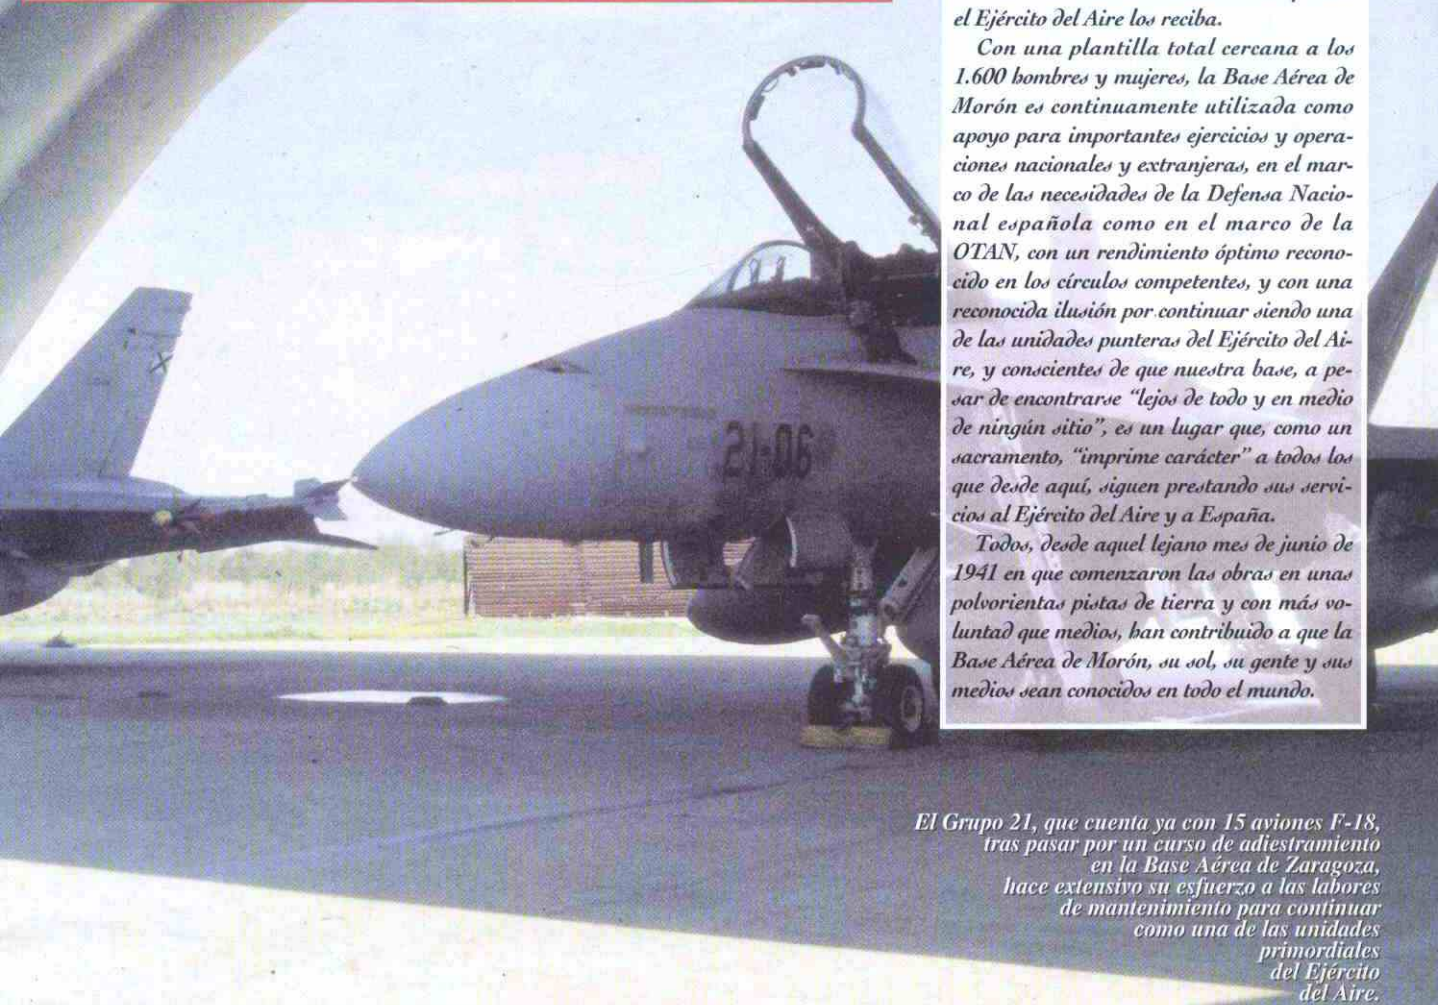 el Ejército del Aire los reciba.
Con una plantilla total cercana a los
1.600 hombres y mujeres, la Base Aérea de
Morón es continuamente utilizada como
apoyo para importantes ejercicios y opera-
ciones nacionales y extranjeras, en el mar-
co de las necesidades de la Defensa Nacio-
nal española como en el marco de la
OTAN, con un rendimiento óptimo recono-
cido en los círculos competentes, y con una
reconocida ilusión por continuar siendo una
de las unidades punteras del Ejército del Ai-
re, y conscientes de que nuestra base, a pe-
sar de encontrarse “lejos de todo y en medio
de ningún sitio”, es un lugar que, como un
sacramento, “imprime carácter” a todos los
que desde aquí, siguen prestando sus servi-
cios al Ejército del Aire y a España.
Todos, desde aquel lejano mes de junio de
1941 en que comenzaron las obras en unas
polvorientas pistas de tierra y con más vo-
luntad que medios, han contribuido a que la
Base Aérea de Morón, su sol, su gente y sus
medios sean conocidos en todo el mundo.
21-06
El Grupo 21, que cuenta ya con 15 aviones F-18,
tras pasar por un curso de adiestramiento
en la Base Aérea de Zaragoza,
hace extensivo su esfuerzo a las labores
de mantenimiento para continuar
como una de las unidades
primordiales
del Ejército
del Aire.